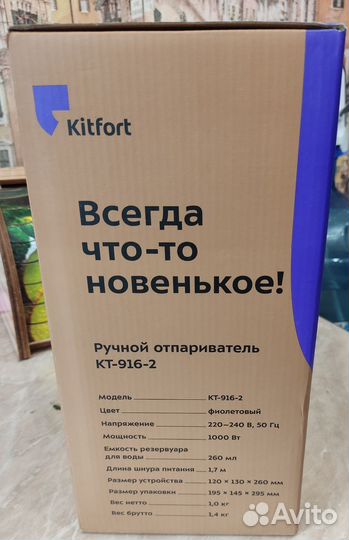 Kitfort
Всегда
что-то
новенькое!
Ручной отпариватель
КТ-916-2
Модель КТ-916-2
Цвет фиолетовый
Напряжение 220~240 В, 50 Гц
Мощность 1000 Вт
Емкость резервуара
для воды 260 мл
Длина шнура питания 1,7 м
Размер устройства 120 × 130 × 260 мм
Размер упаковки 195 × 145 × 295 мм
Вес нетто 1,0 кг
Вес брутто 1,4 кг
Avito